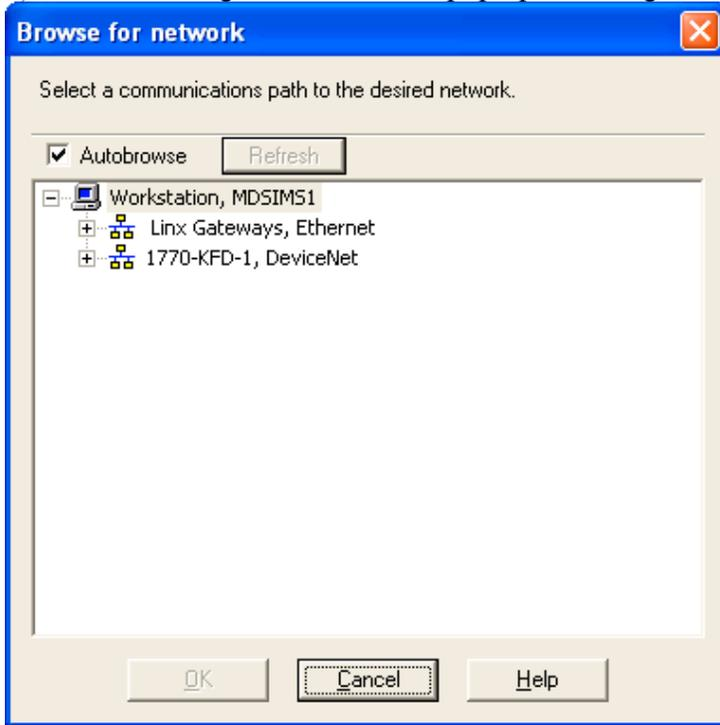 Browse for network
Select a communications path to the desired network.
Autobrowse Refresh
Workstation, MDSIMS1
Linx Gateways, Ethernet
1770-KFD-1, DeviceNet
OK Cancel Help